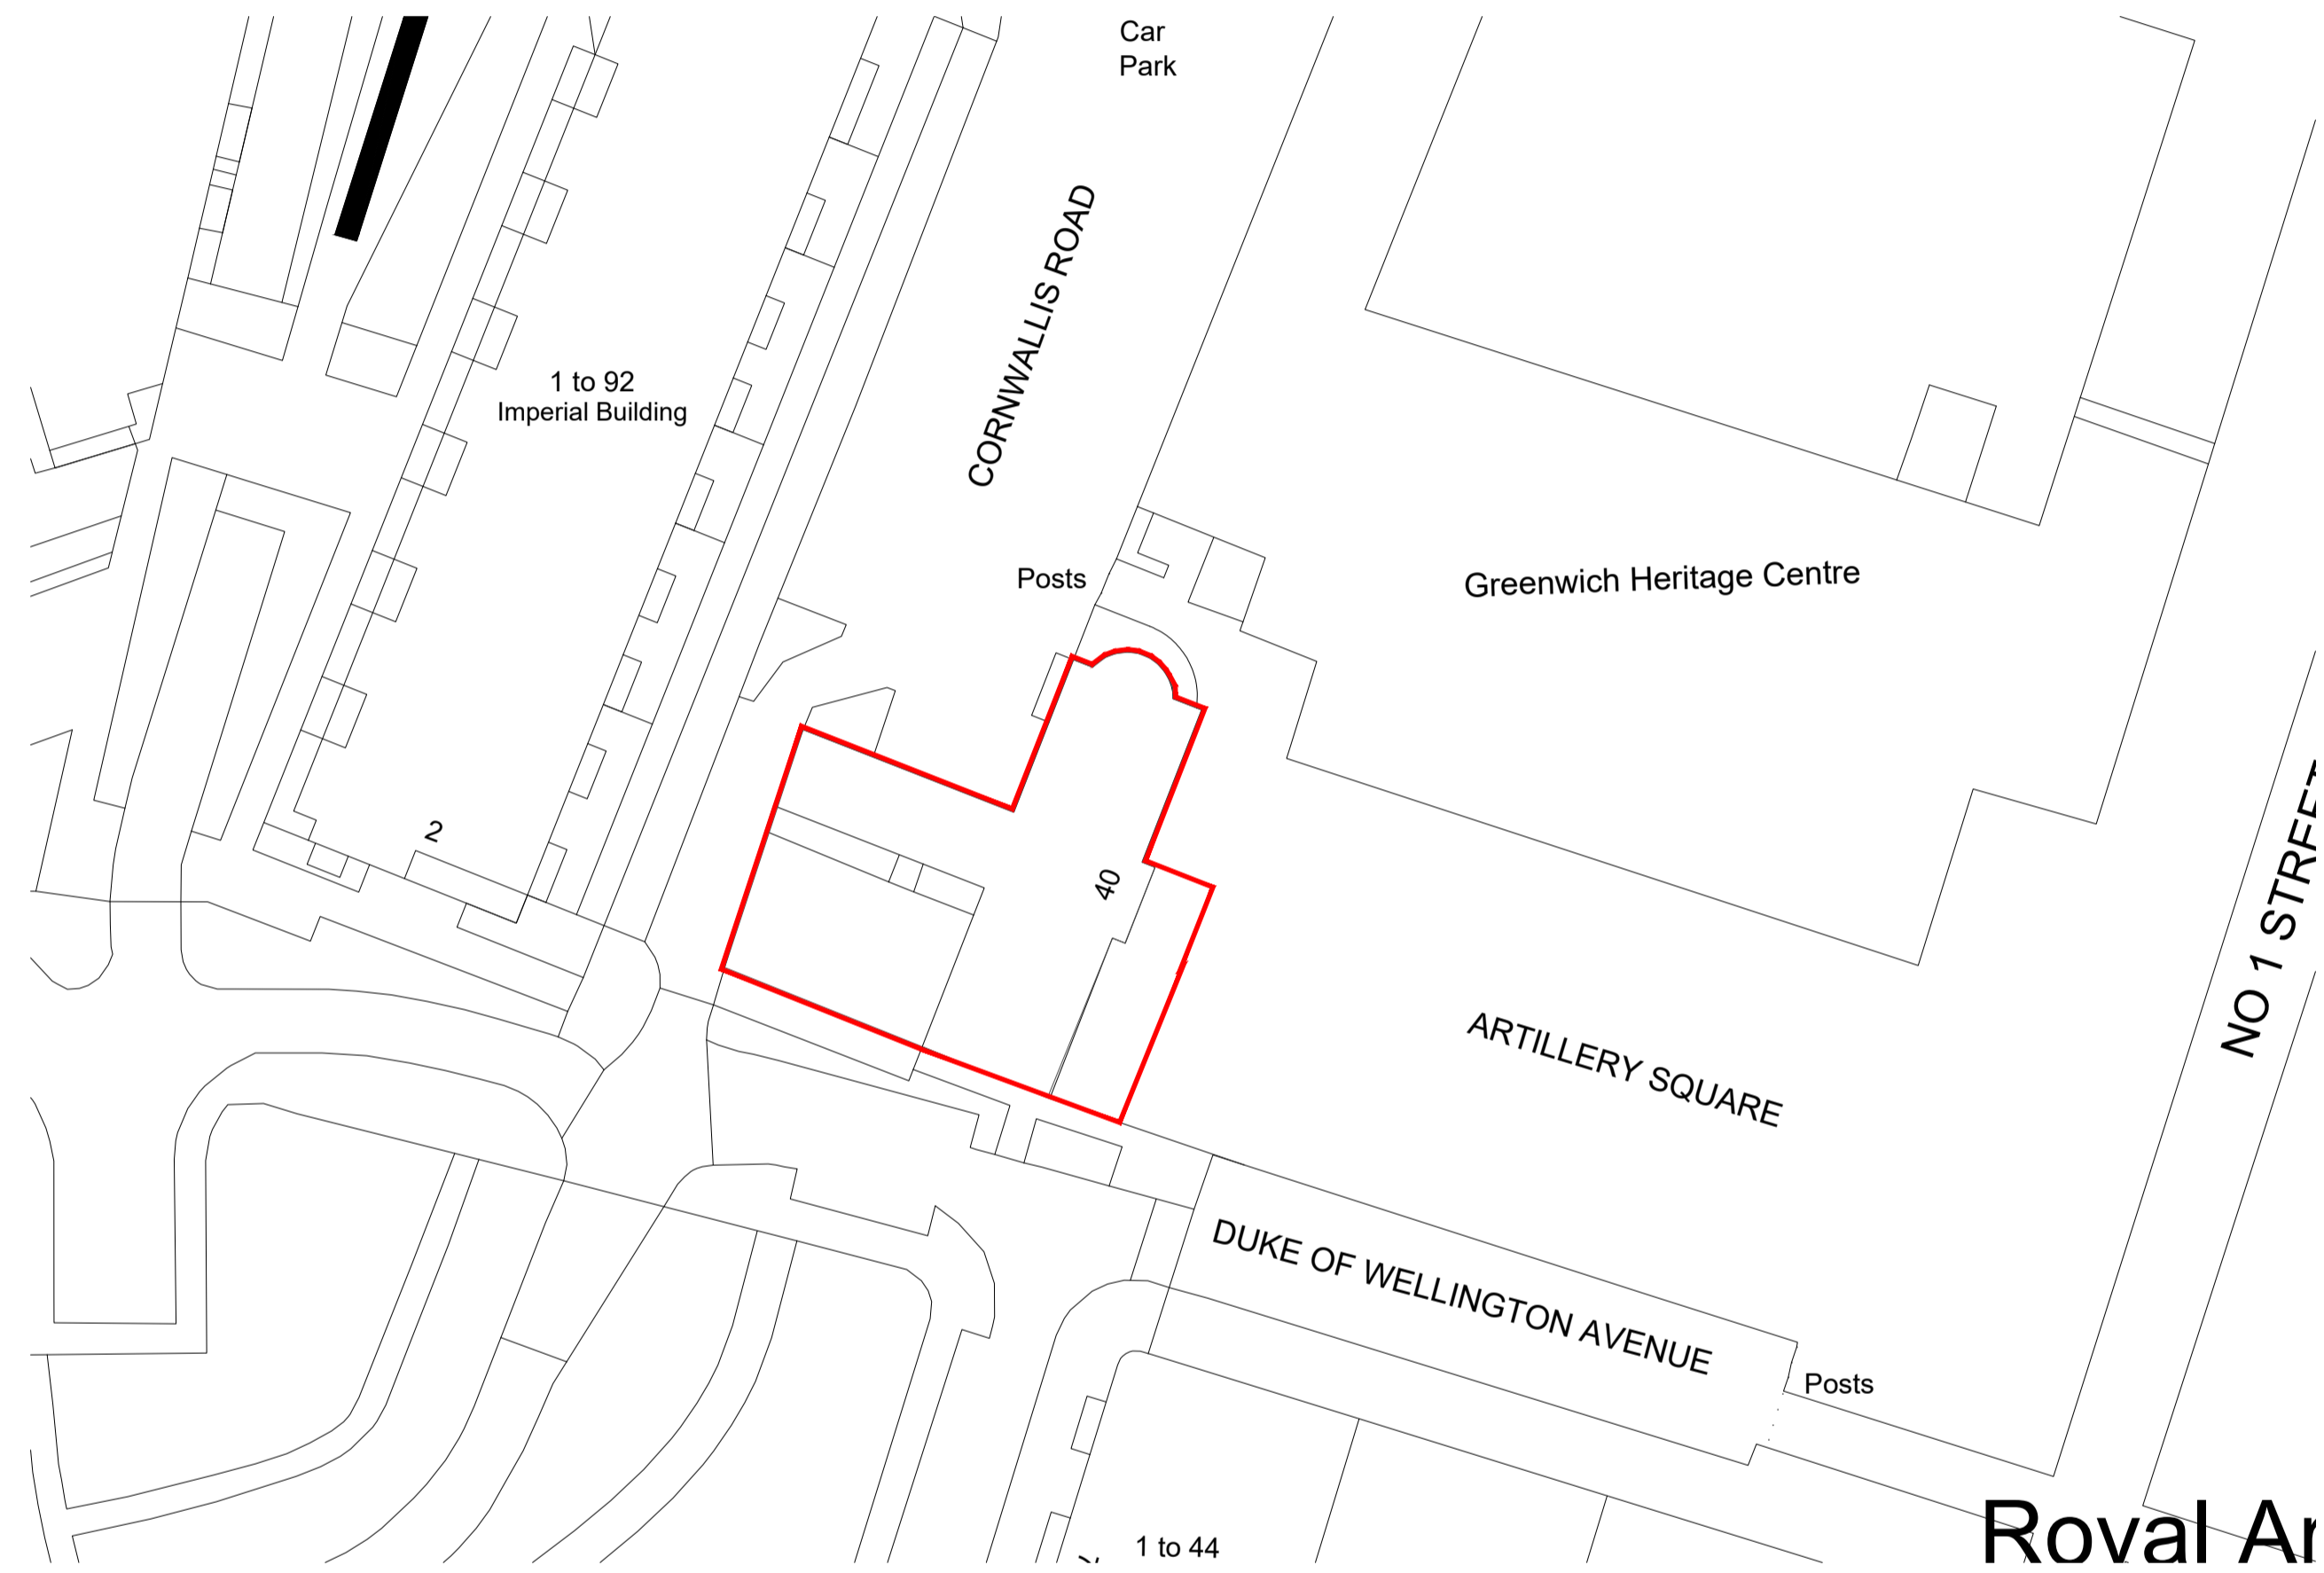 Car
Park
CORNWALLIS ROAD
1 to 92
Imperial Building
Posts
Greenwich Heritage Centre
2
40
NO 1 STREET
ARTILLERY SQUARE
DUKE OF WELLINGTON AVENUE
Posts
1 to 44
Royal Ar